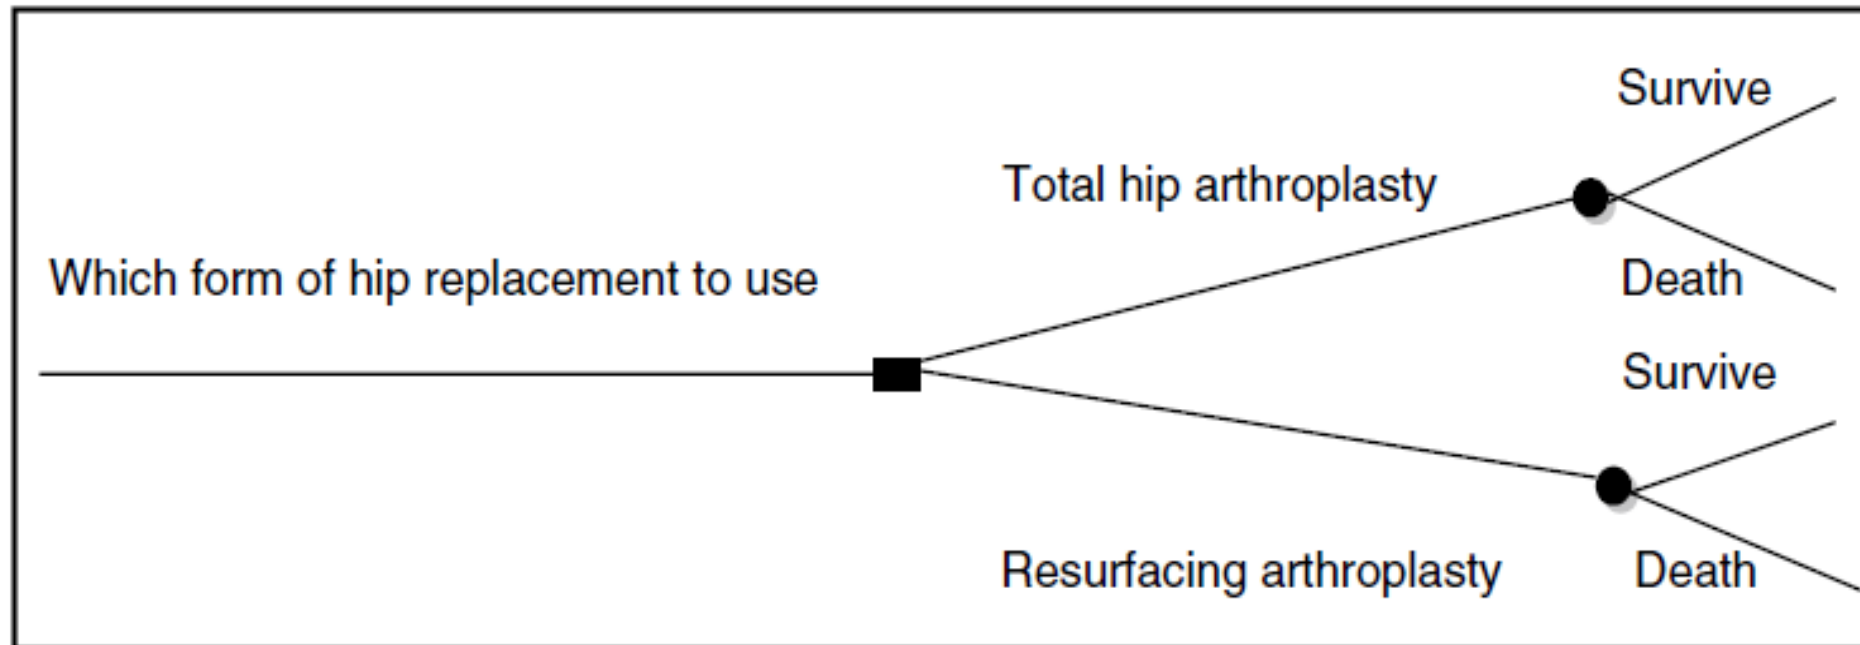 Survive
Total hip arthroplasty
Which form of hip replacement to use
Death
Survive
Resurfacing arthroplasty
Death